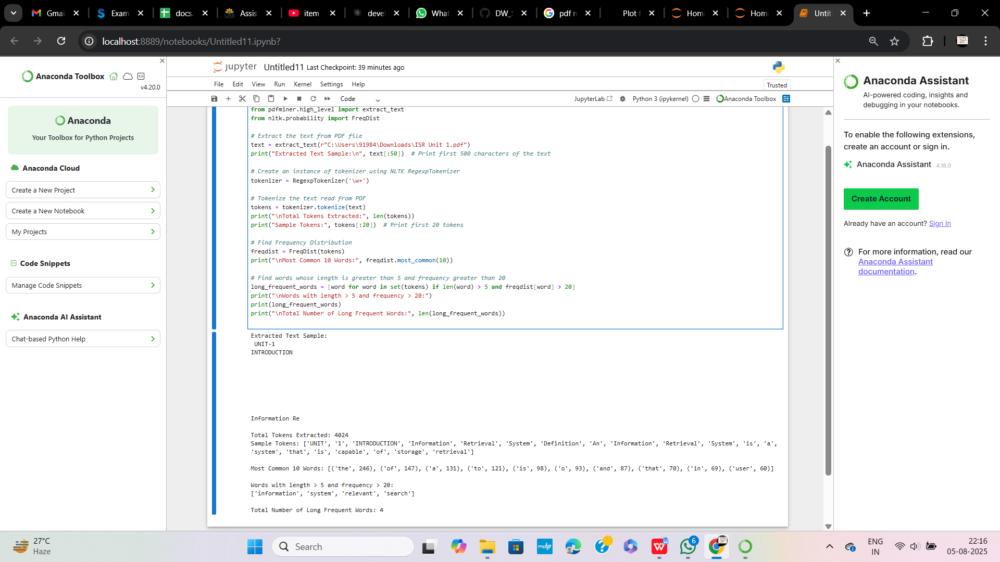 Gmai
Exam
docs.
Assis
item
deve
What
DW_
pdf n
Plot f
Hom
Hom
Untit
localhost:8889/notebooks/Untitled11.ipynb?
Anaconda Toolbox
v4.20.0
Anaconda
Your Toolbox for Python Projects
Anaconda Cloud
Create a New Project
Create a New Notebook
My Projects
Code Snippets
Manage Code Snippets
Anaconda AI Assistant
Chat-based Python Help
jupyter Untitled11 Last Checkpoint: 39 minutes ago
File Edit View Run Kernel Settings Help
Trusted
Code
JupyterLab
Python 3 (ipykernel)
Anaconda Toolbox
from pdfminer.high_level import extract_text
from nltk.probability import FreqDist
# Extract the text from PDF file
text = extract_text(r"C:\Users\91984\Downloads\ISR Unit 1.pdf")
print("Extracted Text Sample:\n", text[:50])  # Print first 500 characters of the text
# Create an instance of tokenizer using NLTK RegexpTokenizer
tokenizer = RegexpTokenizer('\w+')
# Tokenize the text read from PDF
tokens = tokenizer.tokenize(text)
print("\nTotal Tokens Extracted:", len(tokens))
print("Sample Tokens:", tokens[:20])  # Print first 20 tokens
# Find Frequency Distribution
freqdist = FreqDist(tokens)
print("\nMost Common 10 Words:", freqdist.most_common(10))
# Find words whose length is greater than 5 and frequency greater than 20
long_frequent_words = [word for word in set(tokens) if len(word) > 5 and freqdist[word] > 20]
print("\nWords with length > 5 and frequency > 20:")
print(long_frequent_words)
print("\nTotal Number of Long Frequent Words:", len(long_frequent_words))
Extracted Text Sample:
UNIT-1
INTRODUCTION
Information Re
Total Tokens Extracted: 4024
Sample Tokens: ['UNIT', '1', 'INTRODUCTION', 'Information', 'Retrieval', 'System', 'Definition', 'An', 'Information', 'Retrieval', 'System', 'is', 'a',
'system', 'that', 'is', 'capable', 'of', 'storage', 'retrieval']
Most Common 10 Words: [('the', 246), ('of', 147), ('a', 131), ('to', 121), ('is', 98), ('o', 93), ('and', 87), ('that', 70), ('in', 69), ('user', 60)]
Words with length > 5 and frequency > 20:
['information', 'system', 'relevant', 'search']
Total Number of Long Frequent Words: 4
Anaconda Assistant
AI-powered coding, insights and
debugging in your notebooks.
To enable the following extensions,
create an account or sign in.
Anaconda Assistant 4.18.0
Create Account
Already have an account? Sign In
For more information, read our
Anaconda Assistant
documentation.
27°C
Haze
Search
myhp
6
ENG
IN
22:16
05-08-2025